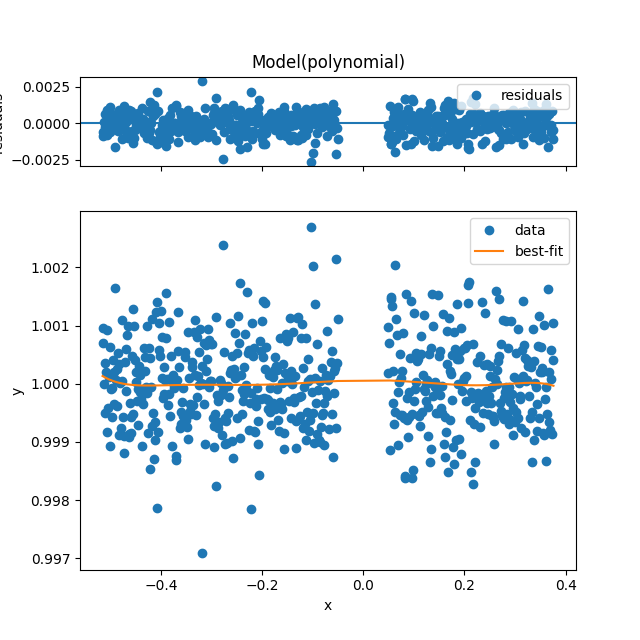 Model(polynomial)
0.0025
0.0000
−0.0025
residuals
residuals
1.002
1.001
1.000
0.999
0.998
0.997
y
data
best-fit
−0.4
−0.2
0.0
0.2
0.4
x